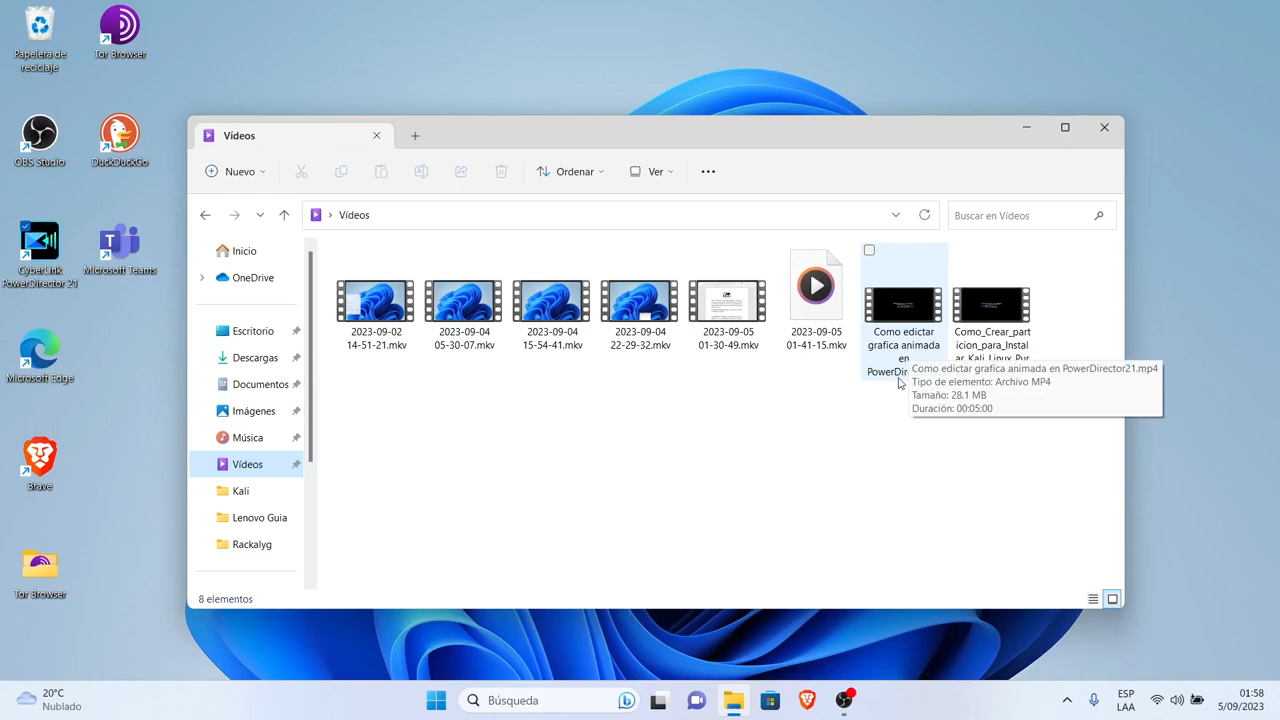 Papelera de
reciclaje
Tor Browser
OBS Studio
DuckDuckGo
CyberLink
PowerDirector 21
Microsoft Teams
Microsoft Edge
Brave
Tor Browser
Vídeos
Nuevo
Ordenar
Ver
Vídeos
Buscar en Vídeos
Inicio
OneDrive
Escritorio
Descargas
Documentos
Imágenes
Música
Vídeos
Kali
Lenovo Guia
Rackalyg
2023-09-02
14-51-21.mkv
2023-09-04
05-30-07.mkv
2023-09-04
15-54-41.mkv
2023-09-04
22-29-32.mkv
2023-09-05
01-30-49.mkv
2023-09-05
01-41-15.mkv
Como edictar
grafica animada
en
PowerDir
Como_Crear_part
icion_para_Instal
ar_Kali_Linux_Pur
Como edictar grafica animada en PowerDirector21.mp4
Tipo de elemento: Archivo MP4
Tamaño: 28.1 MB
Duración: 00:05:00
8 elementos
20°C
Nublado
Búsqueda
ESP
LAA
01:58
5/09/2023